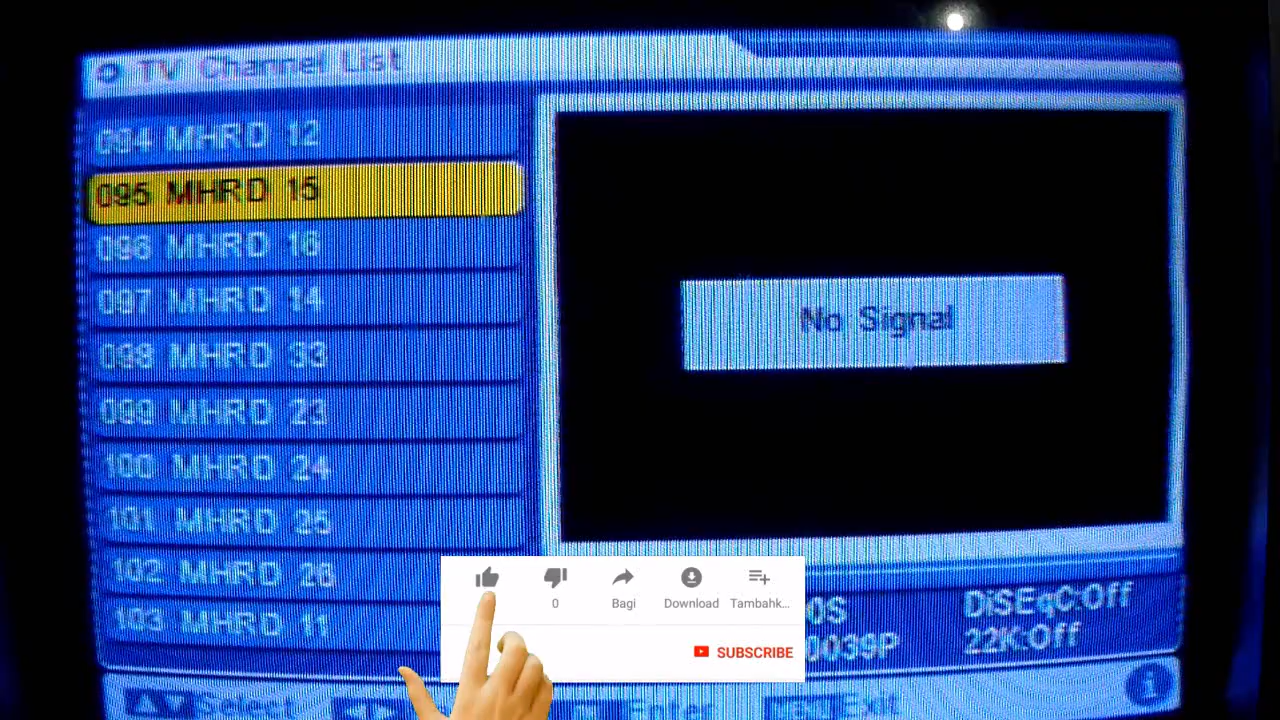 TV Channel List
094 MHRD 12
095 MHRD 15
096 MHRD 16
097 MHRD 14
098 MHRD 33
099 MHRD 23
100 MHRD 24
101 MHRD 25
102 MHRD 26
103 MHRD 11
No Signal
0S DiSEqC:Off
0039P 22K:Off
0 Bagi Download Tambahk...
SUBSCRIBE
Select Enter Exit